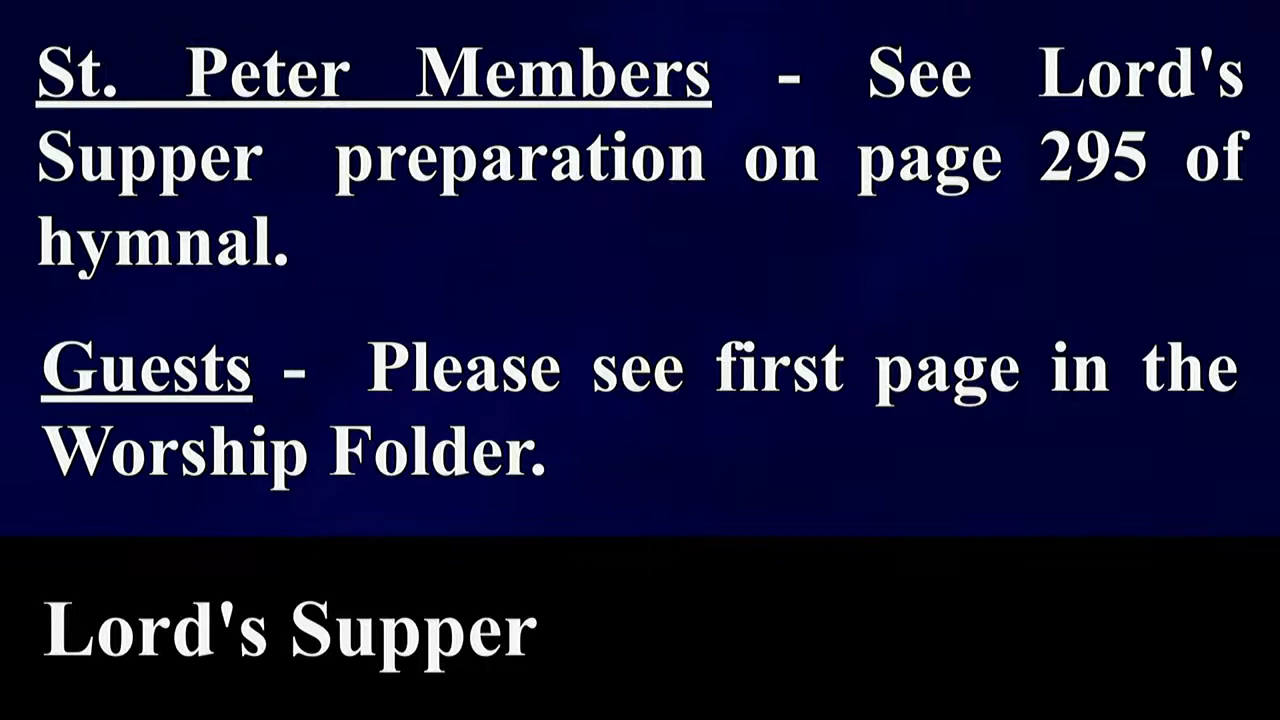 St. Peter Members - See Lord's
Supper preparation on page 295 of
hymnal.
Guests - Please see first page in the
Worship Folder.
Lord's Supper